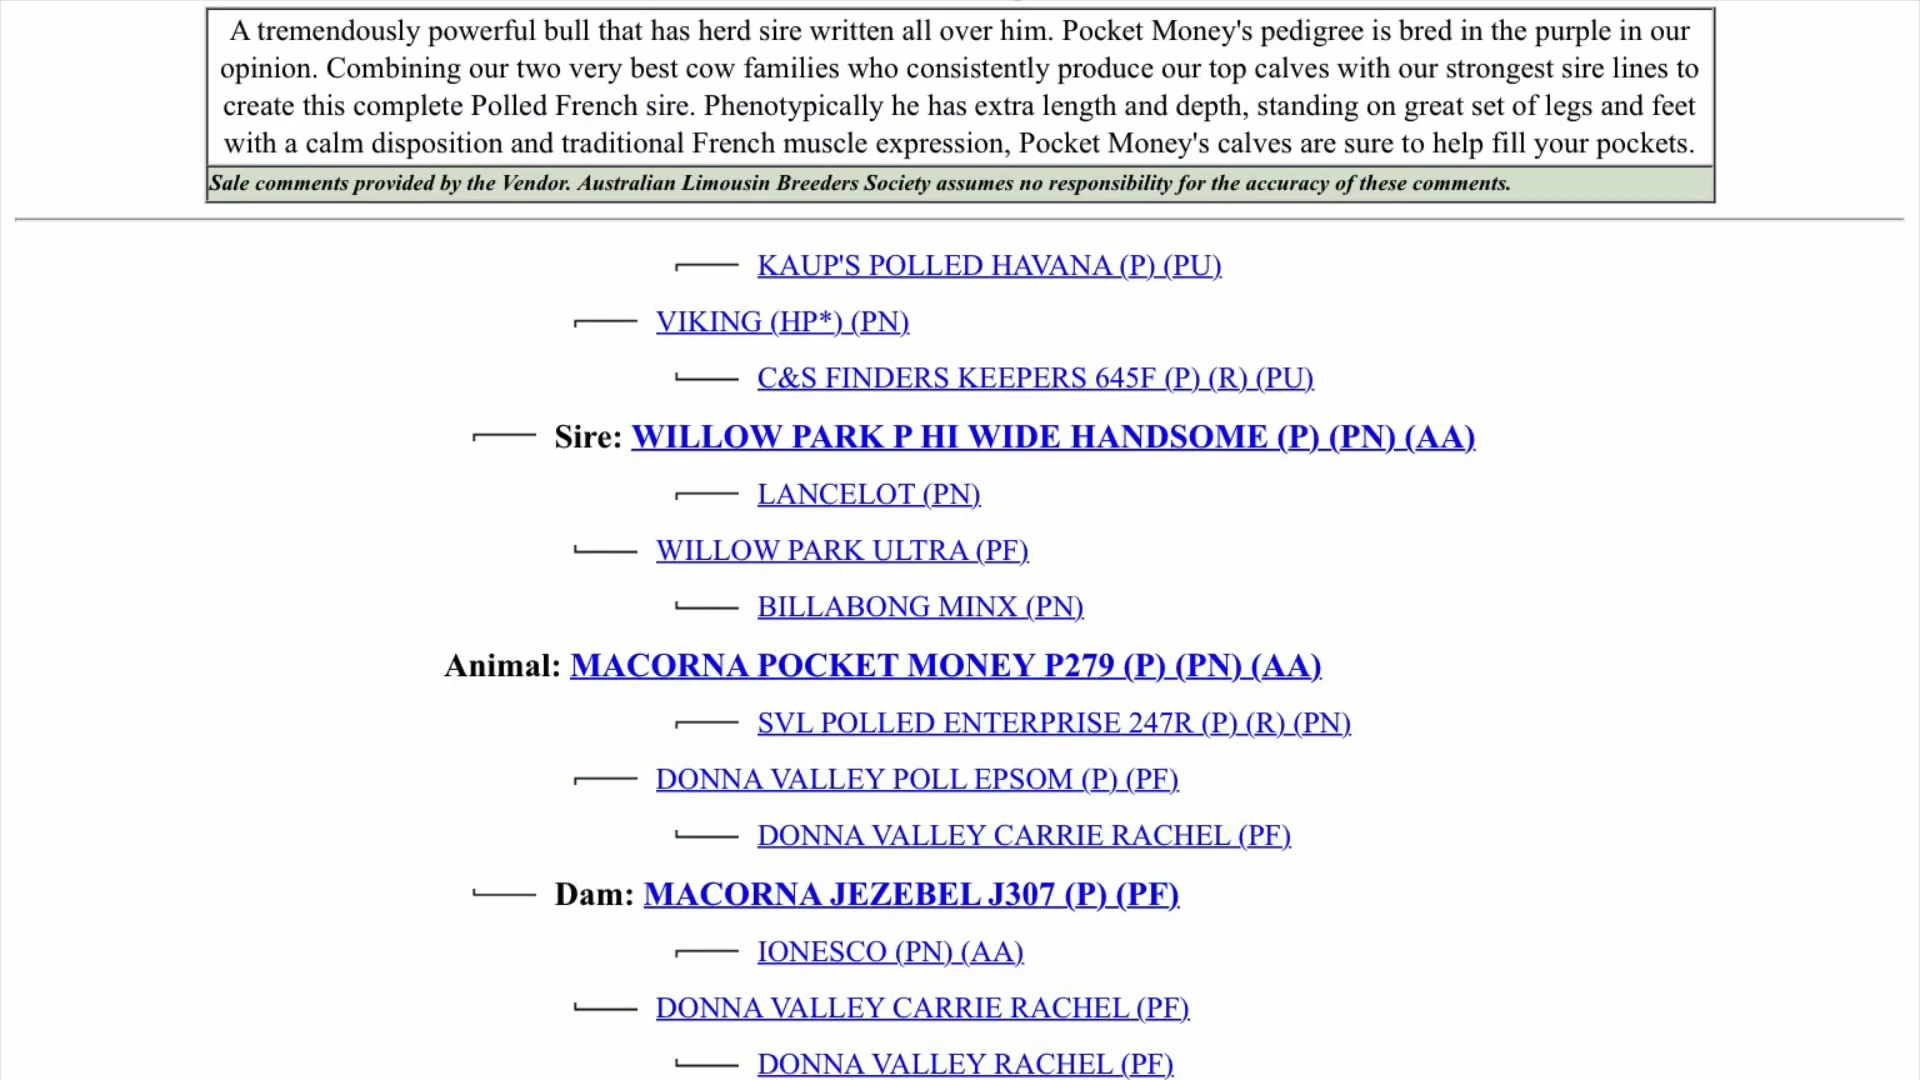 A tremendously powerful bull that has herd sire written all over him. Pocket Money's pedigree is bred in the purple in our
opinion. Combining our two very best cow families who consistently produce our top calves with our strongest sire lines to
create this complete Polled French sire. Phenotypically he has extra length and depth, standing on great set of legs and feet
with a calm disposition and traditional French muscle expression, Pocket Money's calves are sure to help fill your pockets.
Sale comments provided by the Vendor. Australian Limousin Breeders Society assumes no responsibility for the accuracy of these comments.
KAUP'S POLLED HAVANA (P) (PU)
VIKING (HP*) (PN)
C&S FINDERS KEEPERS 645F (P) (R) (PU)
Sire: WILLOW PARK P HI WIDE HANDSOME (P) (PN) (AA)
LANCELOT (PN)
WILLOW PARK ULTRA (PF)
BILLABONG MINX (PN)
Animal: MACORNA POCKET MONEY P279 (P) (PN) (AA)
SVL POLLED ENTERPRISE 247R (P) (R) (PN)
DONNA VALLEY POLL EPSOM (P) (PF)
DONNA VALLEY CARRIE RACHEL (PF)
Dam: MACORNA JEZEBEL J307 (P) (PF)
IONESCO (PN) (AA)
DONNA VALLEY CARRIE RACHEL (PF)
DONNA VALLEY RACHEL (PF)